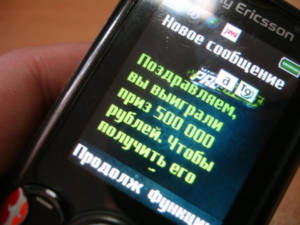 y Ericsson
Новое сообщение
Поздравляем,
вы выиграли
приз 500 000
рублей. Чтобы
получить его
Продолж Функции